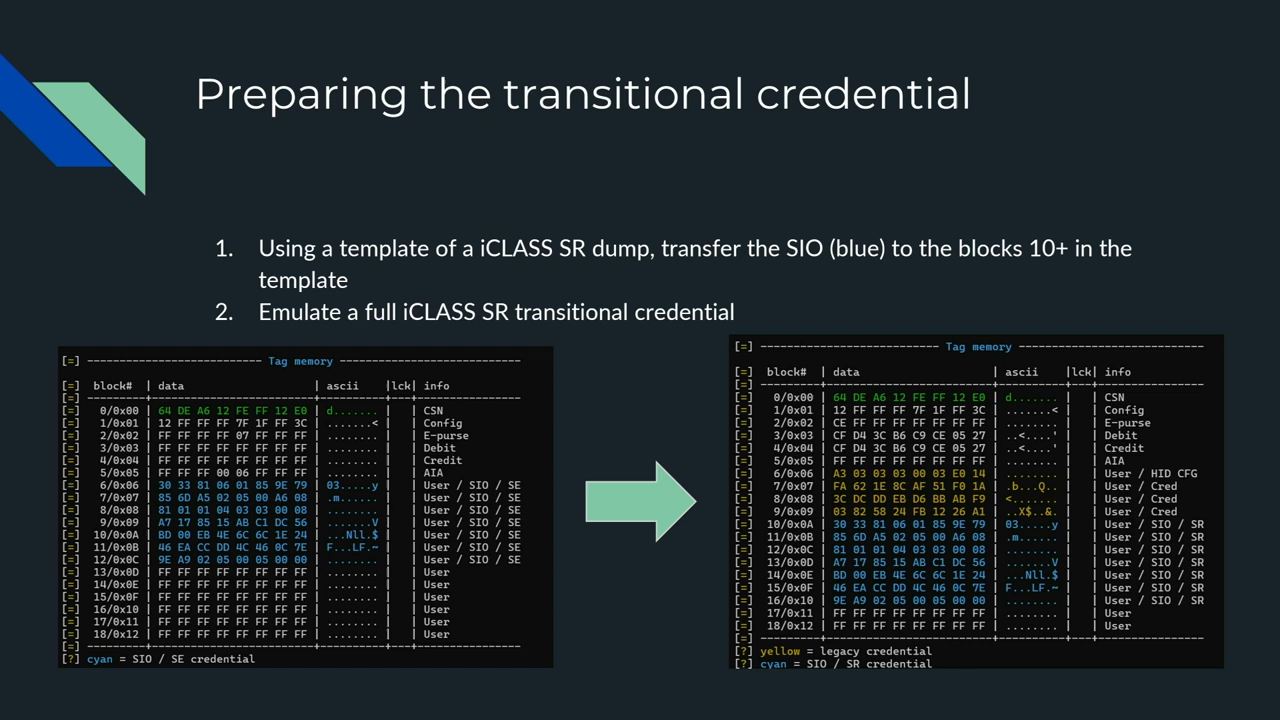 Preparing the transitional credential
1. Using a template of a iCLASS SR dump, transfer the SIO (blue) to the blocks 10+ in the
template
2. Emulate a full iCLASS SR transitional credential
[=] --------------------------- Tag memory ----------------------------
[=] block# | data | ascii |lck| info
[=] ---------+-------------------------+----------+---+----------------
[=] 0/0x00 | 64 DE A6 12 FE FF 12 E0 | d....... | | CSN
[=] 1/0x01 | 12 FF FF FF 7F 1F FF 3C | .......< | | Config
[=] 2/0x02 | FF FF FF FF 07 FF FF FF | ........ | | E-purse
[=] 3/0x03 | FF FF FF FF FF FF FF FF | ........ | | Debit
[=] 4/0x04 | FF FF FF FF FF FF FF FF | ........ | | Credit
[=] 5/0x05 | FF FF FF 00 06 FF FF FF | ........ | | AIA
[=] 6/0x06 | 30 33 81 06 01 85 9E 79 | 03.....y | | User / SIO / SE
[=] 7/0x07 | 85 6D A5 02 05 00 A6 08 | .m...... | | User / SIO / SE
[=] 8/0x08 | 81 01 01 04 03 03 00 08 | ........ | | User / SIO / SE
[=] 9/0x09 | A7 17 85 15 AB C1 DC 56 | .......V | | User / SIO / SE
[=] 10/0x0A | BD 00 EB 4E 6C 6C 1E 24 | ...Nll.$ | | User / SIO / SE
[=] 11/0x0B | 46 EA CC DD 4C 46 0C 7E | F...LF.~ | | User / SIO / SE
[=] 12/0x0C | 9E A9 02 05 00 05 00 00 | ........ | | User / SIO / SE
[=] 13/0x0D | FF FF FF FF FF FF FF FF | ........ | | User
[=] 14/0x0E | FF FF FF FF FF FF FF FF | ........ | | User
[=] 15/0x0F | FF FF FF FF FF FF FF FF | ........ | | User
[=] 16/0x10 | FF FF FF FF FF FF FF FF | ........ | | User
[=] 17/0x11 | FF FF FF FF FF FF FF FF | ........ | | User
[=] 18/0x12 | FF FF FF FF FF FF FF FF | ........ | | User
[=] ---------+-------------------------+----------+---+----------------
[?] cyan = SIO / SE credential
[=] --------------------------- Tag memory ----------------------------
[=] block# | data | ascii |lck| info
[=] ---------+-------------------------+----------+---+----------------
[=] 0/0x00 | 64 DE A6 12 FE FF 12 E0 | d....... | | CSN
[=] 1/0x01 | 12 FF FF FF 7F 1F FF 3C | .......< | | Config
[=] 2/0x02 | CE FF FF FF FF FF FF FF | ........ | | E-purse
[=] 3/0x03 | CF D4 3C B6 C9 CE 05 27 | ..<....' | | Debit
[=] 4/0x04 | CF D4 3C B6 C9 CE 05 27 | ..<....' | | Credit
[=] 5/0x05 | FF FF FF FF FF FF FF FF | ........ | | AIA
[=] 6/0x06 | A3 03 03 03 00 03 E0 14 | ........ | | User / HID CFG
[=] 7/0x07 | FA 62 1E 8C AF 51 F0 1A | .b...Q.. | | User / Cred
[=] 8/0x08 | 3C DC DD EB D6 BB AB F9 | <....... | | User / Cred
[=] 9/0x09 | 03 82 58 24 FB 12 26 A1 | ..X$..&. | | User / Cred
[=] 10/0x0A | 30 33 81 06 01 85 9E 79 | 03.....y | | User / SIO / SR
[=] 11/0x0B | 85 6D A5 02 05 00 A6 08 | .m...... | | User / SIO / SR
[=] 12/0x0C | 81 01 01 04 03 03 00 08 | ........ | | User / SIO / SR
[=] 13/0x0D | A7 17 85 15 AB C1 DC 56 | .......V | | User / SIO / SR
[=] 14/0x0E | BD 00 EB 4E 6C 6C 1E 24 | ...Nll.$ | | User / SIO / SR
[=] 15/0x0F | 46 EA CC DD 4C 46 0C 7E | F...LF.~ | | User / SIO / SR
[=] 16/0x10 | 9E A9 02 05 00 05 00 00 | ........ | | User / SIO / SR
[=] 17/0x11 | FF FF FF FF FF FF FF FF | ........ | | User
[=] 18/0x12 | FF FF FF FF FF FF FF FF | ........ | | User
[=] ---------+-------------------------+----------+---+----------------
[?] yellow = legacy credential
[?] cyan = SIO / SR credential